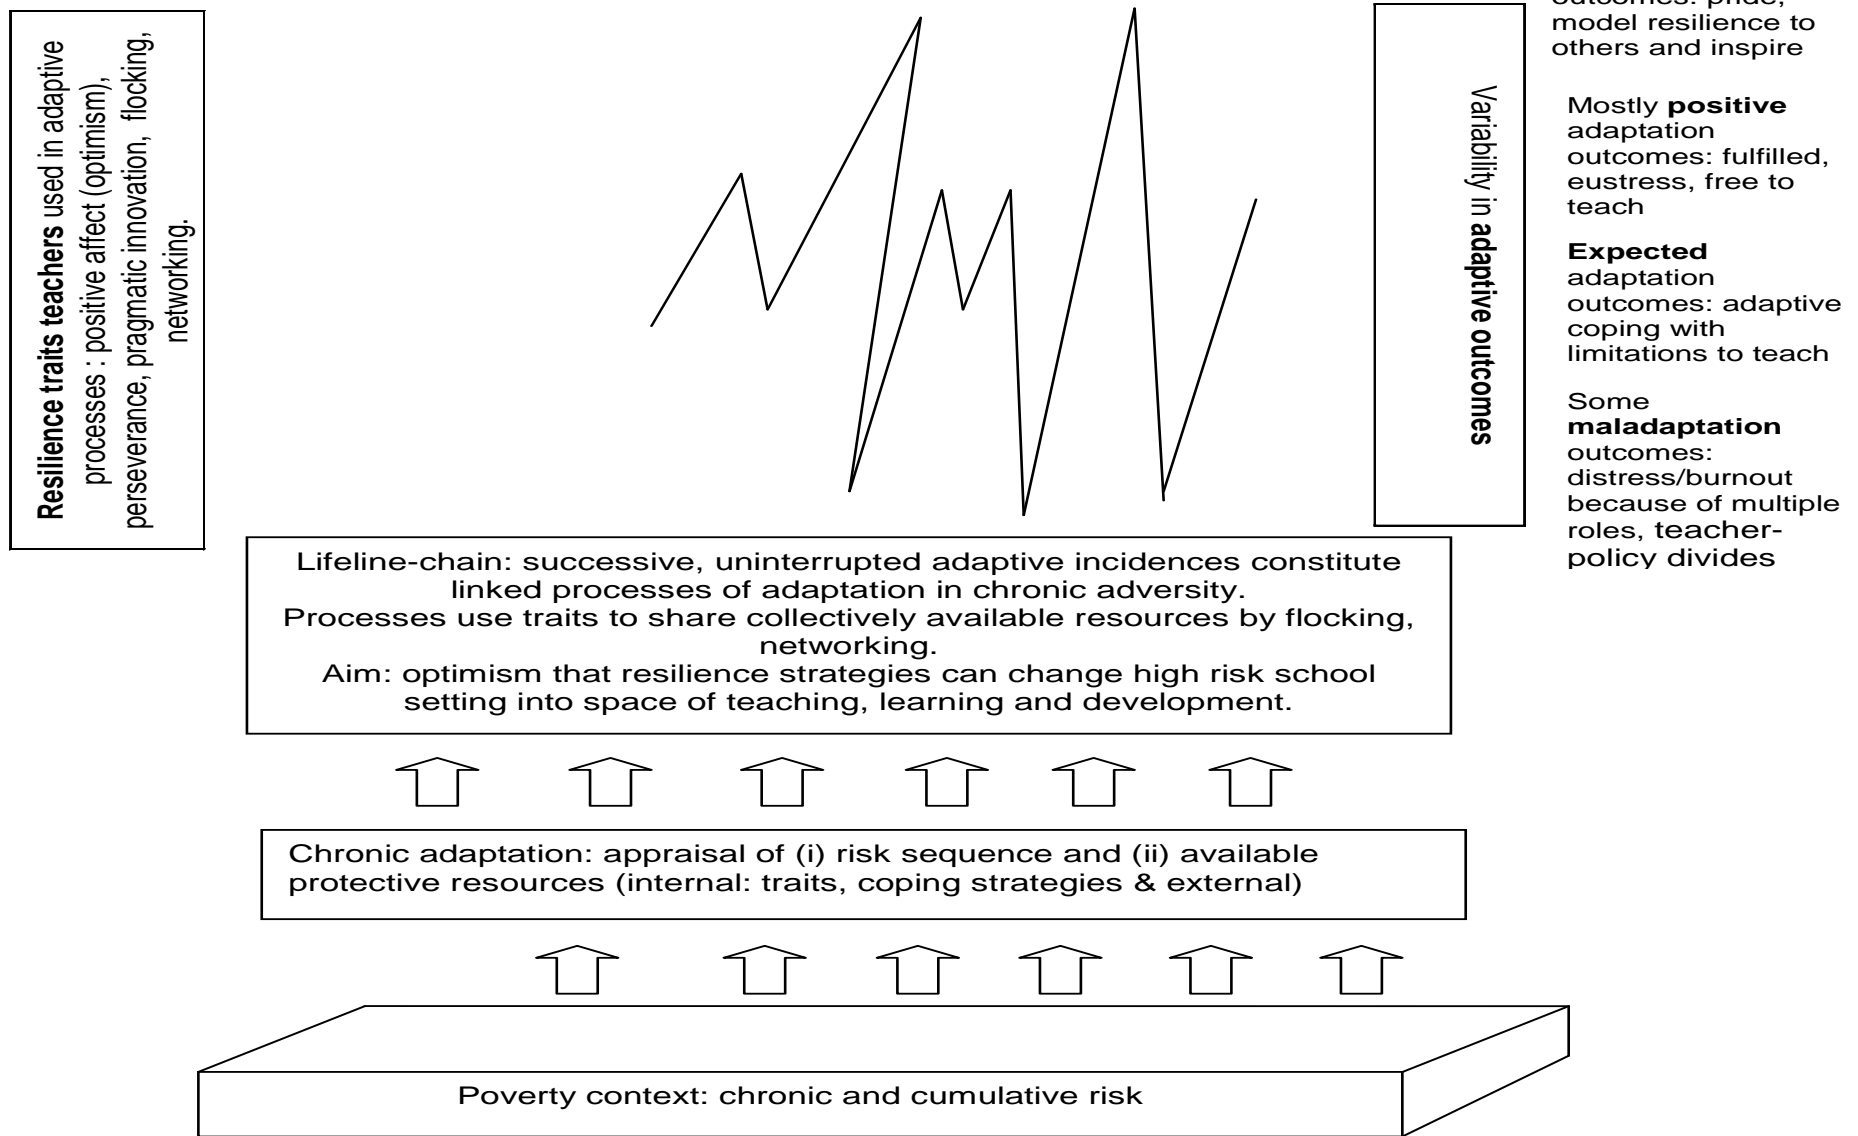 Resilience traits teachers used in adaptive
processes : positive affect (optimism),
perseverance, pragmatic innovation, flocking,
networking.
Variability in adaptive outcomes
outcomes: pride,
model resilience to
others and inspire
Mostly positive
adaptation
outcomes: fulfilled,
eustress, free to
teach
Expected
adaptation
outcomes: adaptive
coping with
limitations to teach
Some
maladaptation
outcomes:
distress/burnout
because of multiple
roles, teacher-
policy divides
Lifeline-chain: successive, uninterrupted adaptive incidences constitute
linked processes of adaptation in chronic adversity.
Processes use traits to share collectively available resources by flocking,
networking.
Aim: optimism that resilience strategies can change high risk school
setting into space of teaching, learning and development.
Chronic adaptation: appraisal of (i) risk sequence and (ii) available
protective resources (internal: traits, coping strategies & external)
Poverty context: chronic and cumulative risk